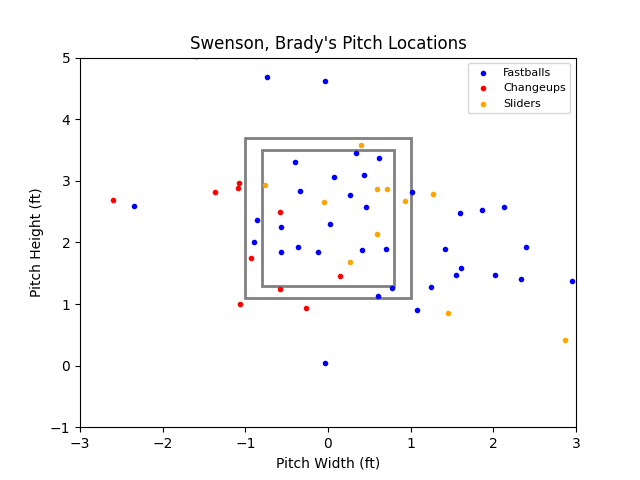 Swenson, Brady's Pitch Locations
Fastballs
Changeups
Sliders
Pitch Height (ft)
5
4
3
2
1
0
−1
−3
−2
−1
0
1
2
3
Pitch Width (ft)